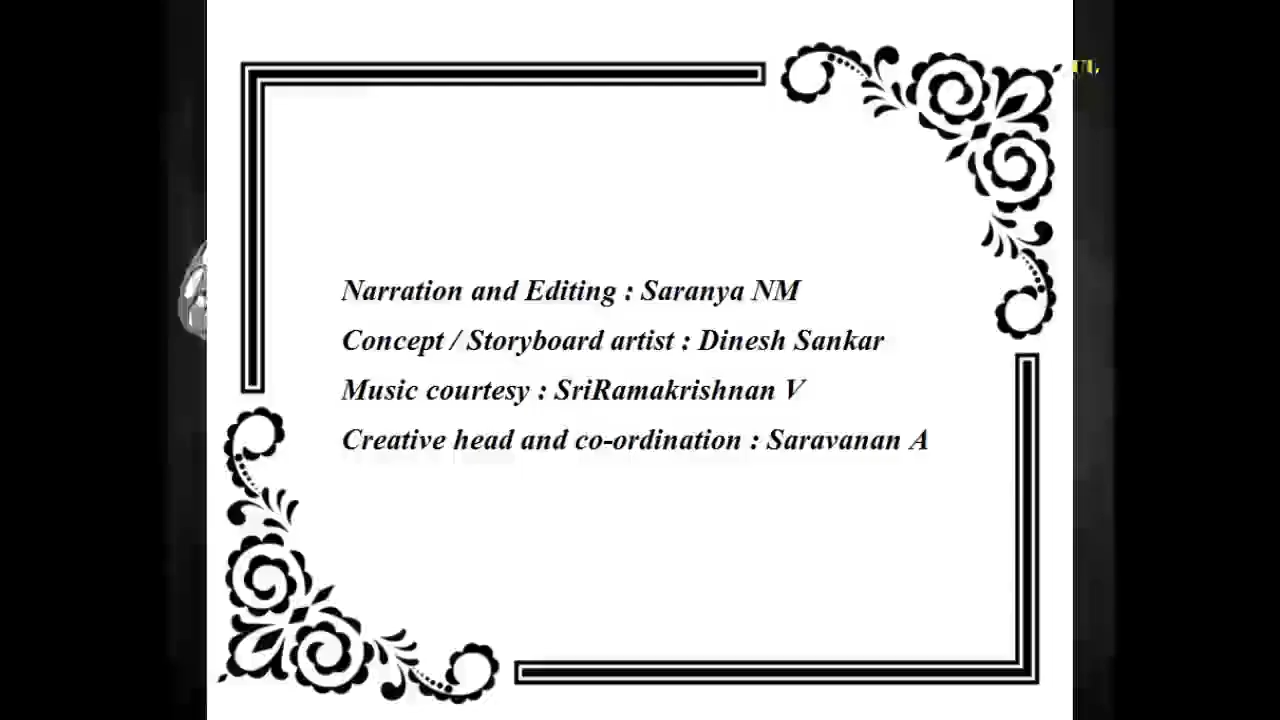 Narration and Editing : Saranya NM
Concept / Storyboard artist : Dinesh Sankar
Music courtesy : SriRamakrishnan V
Creative head and co-ordination : Saravanan A